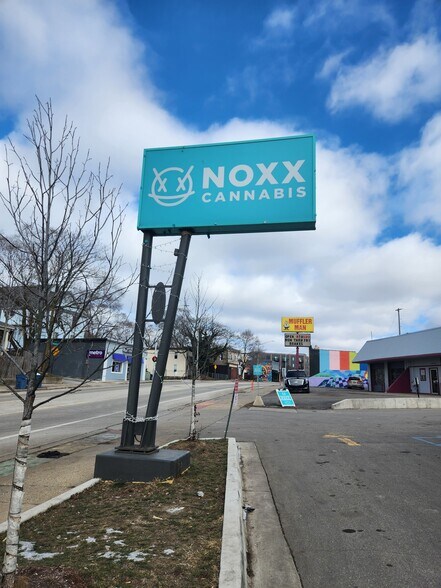 NOXX
CANNABIS
MUFFLER
MAN
metro